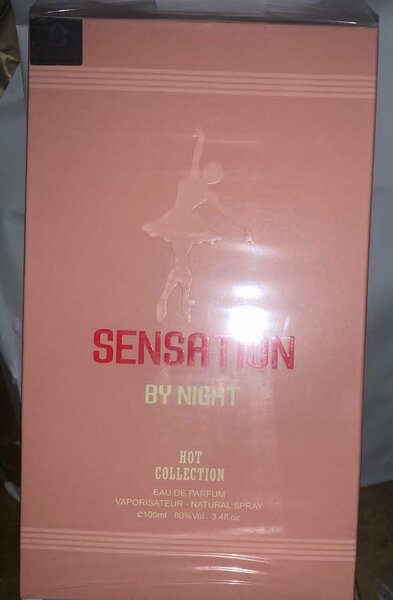 SENSATION
BY NIGHT
HOT
COLLECTION
EAU DE PARFUM
VAPORISATEUR - NATURAL SPRAY
℮100ml 80%Vol 3.4fl.oz